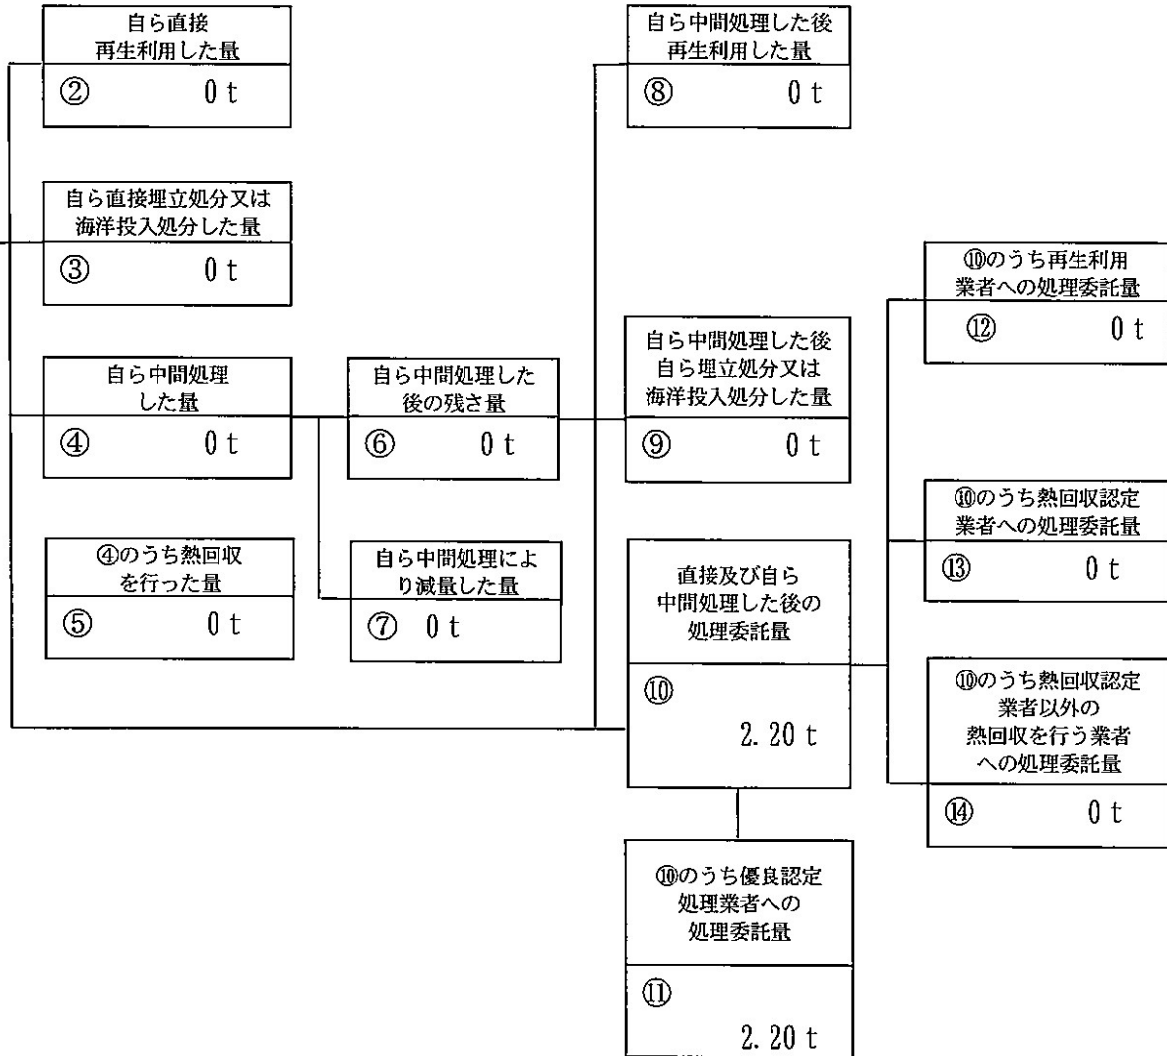 自ら直接
再生利用した量
② 0 t
自ら直接埋立処分又は
海洋投入処分した量
③ 0 t
自ら中間処理
した量
④ 0 t
④のうち熱回収
を行った量
⑤ 0 t
自ら中間処理した
後の残さ量
⑥ 0 t
自ら中間処理によ
り減量した量
⑦ 0 t
自ら中間処理した後
再生利用した量
⑧ 0 t
自ら中間処理した後
自ら埋立処分又は
海洋投入処分した量
⑨ 0 t
直接及び自ら
中間処理した後の
処理委託量
⑩
2.20 t
⑩のうち優良認定
処理業者への
処理委託量
⑪
2.20 t
⑩のうち再生利用
業者への処理委託量
⑫ 0 t
⑩のうち熱回収認定
業者への処理委託量
⑬ 0 t
⑩のうち熱回収認定
業者以外の
熱回収を行う業者
への処理委託量
⑭ 0 t